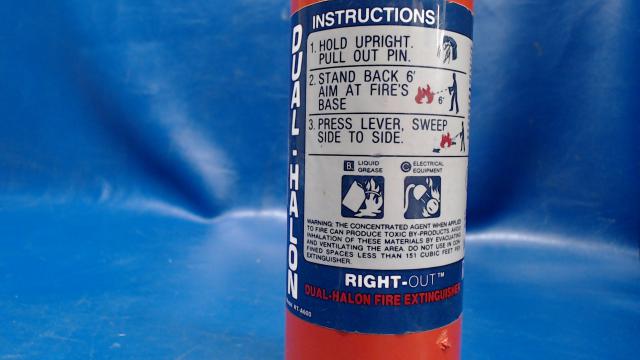 INSTRUCTIONS
DUAL-HALON
1. HOLD UPRIGHT.
PULL OUT PIN.
2. STAND BACK 6'
AIM AT FIRE'S
BASE
6'
3. PRESS LEVER, SWEEP
SIDE TO SIDE.
B LIQUID
GREASE
C ELECTRICAL
EQUIPMENT
WARNING: THE CONCENTRATED AGENT WHEN APPLIED
TO FIRE CAN PRODUCE TOXIC BY-PRODUCTS. AVOID
INHALATION OF THESE MATERIALS BY EVACUATING
AND VENTILATING THE AREA. DO NOT USE IN CON
FINED SPACES LESS THAN 151 CUBIC FEET PER
EXTINGUISHER.
RIGHT-OUT™
DUAL-HALON FIRE EXTINGUISHER